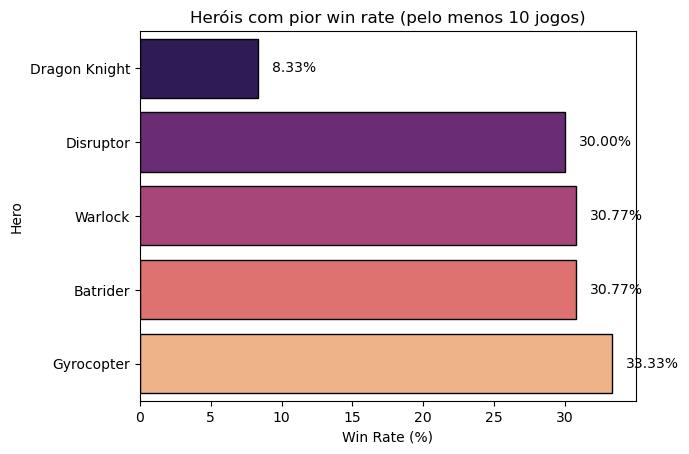 Heróis com pior win rate (pelo menos 10 jogos)
Hero
Dragon Knight
8.33%
Disruptor
30.00%
Warlock
30.77%
Batrider
30.77%
Gyrocopter
33.33%
0 5 10 15 20 25 30
Win Rate (%)